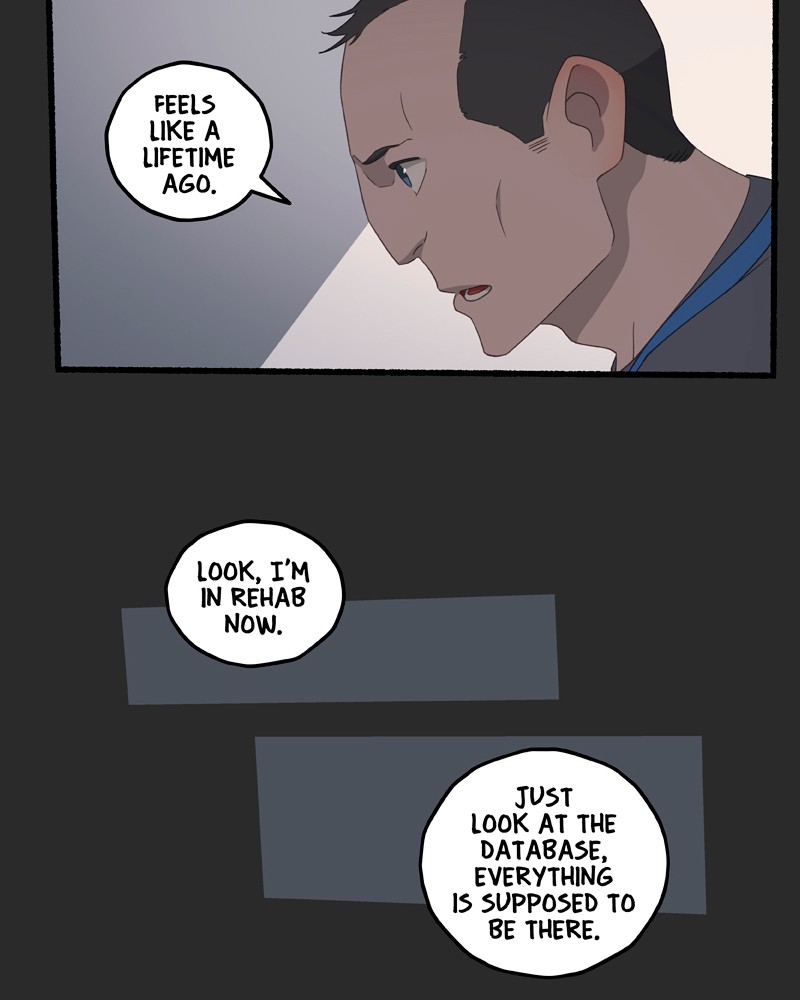 FEELS
LIKE A
LIFETIME
AGO.
LOOK, I'M
IN REHAB
NOW.
JUST
LOOK AT THE
DATABASE,
EVERYTHING
IS SUPPOSED TO
BE THERE.